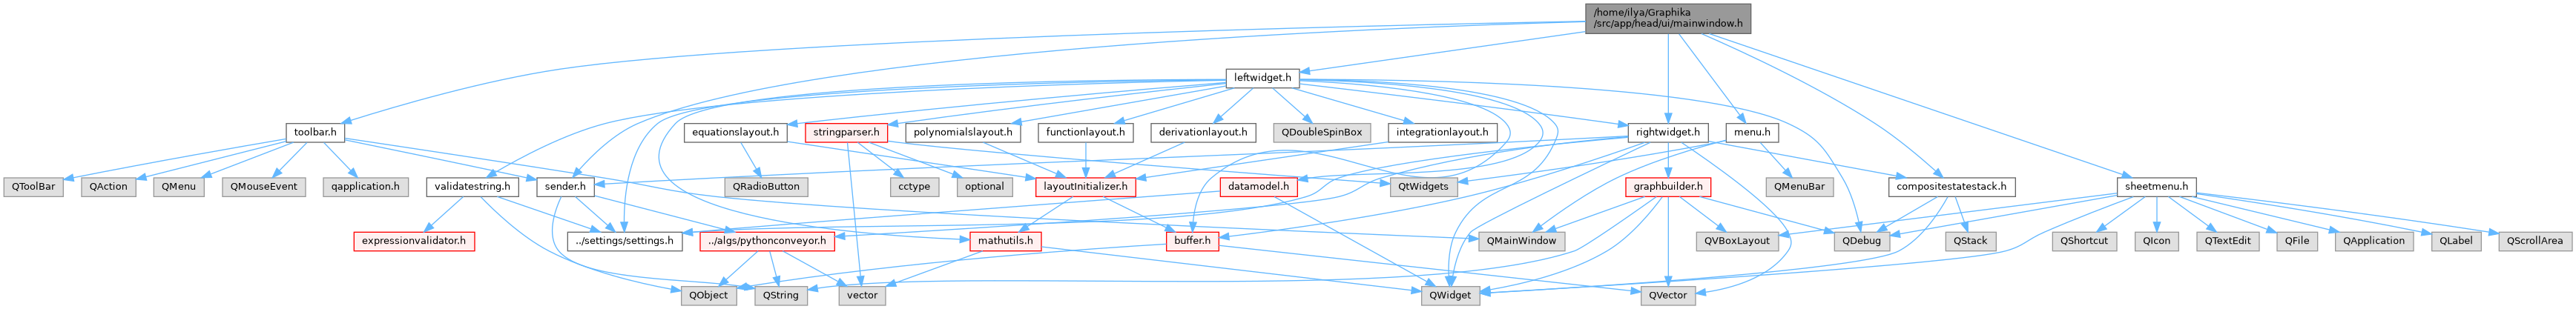 /home/ilya/Graphika
/src/app/head/ui/mainwindow.h
leftwidget.h
toolbar.h
equationslayout.h
stringparser.h
polynomialslayout.h
functionlayout.h
derivationlayout.h
QDoubleSpinBox
integrationlayout.h
rightwidget.h
menu.h
QToolBar
QAction
QMenu
QMouseEvent
qapplication.h
validatestring.h
sender.h
QRadioButton
cctype
optional
layoutInitializer.h
datamodel.h
QtWidgets
graphbuilder.h
QMenuBar
compositestatestack.h
sheetmenu.h
expressionvalidator.h
../settings/settings.h
../algs/pythonconveyor.h
mathutils.h
buffer.h
QMainWindow
QVBoxLayout
QDebug
QStack
QShortcut
QIcon
QTextEdit
QFile
QApplication
QLabel
QScrollArea
QObject
QString
vector
QWidget
QVector